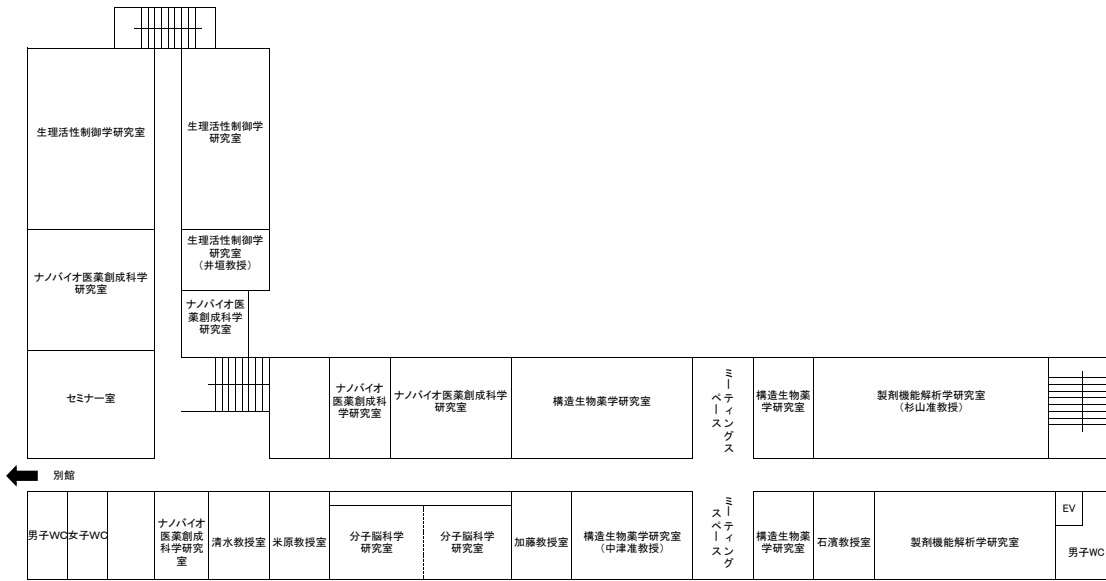 生理活性制御学研究室
生理活性制御学
研究室
生理活性制御学
研究室
（井垣教授）
ナノバイオ医薬創成科学
研究室
ナノバイオ医
薬創成科学
研究室
セミナー室
ナノバイオ
医薬創成科
学研究室
ナノバイオ医薬創成科学
研究室
構造生物薬学研究室
ミーティングス
ペース
構造生物薬
学研究室
製剤機能解析学研究室
（杉山准教授）
別館
男子WC
女子WC
ナノバイオ
医薬創成
科学研究
室
清水教授室
米原教授室
分子脳科学
研究室
分子脳科学
研究室
加藤教授室
構造生物薬学研究室
（中津准教授）
ミーティング
スペース
構造生物薬
学研究室
石濱教授室
製剤機能解析学研究室
EV
男子WC